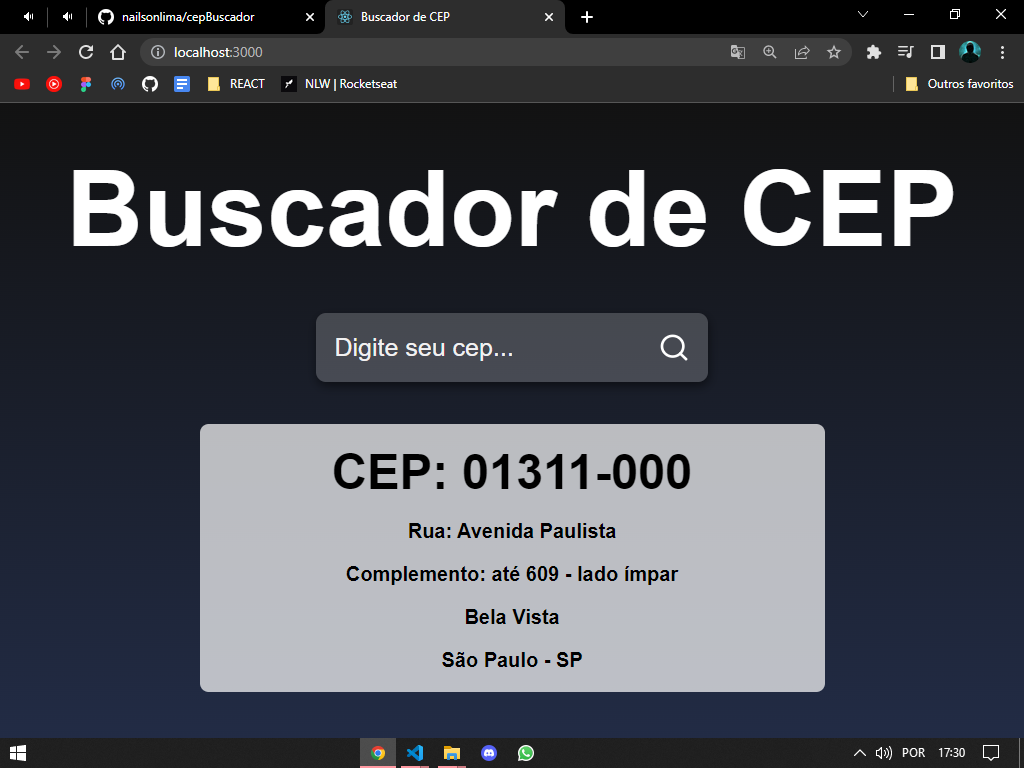 nailsonlima/cepBuscador
Buscador de CEP
localhost:3000
REACT
NLW | Rocketseat
Outros favoritos
Buscador de CEP
Digite seu cep...
CEP: 01311-000
Rua: Avenida Paulista
Complemento: até 609 - lado ímpar
Bela Vista
São Paulo - SP
POR
17:30